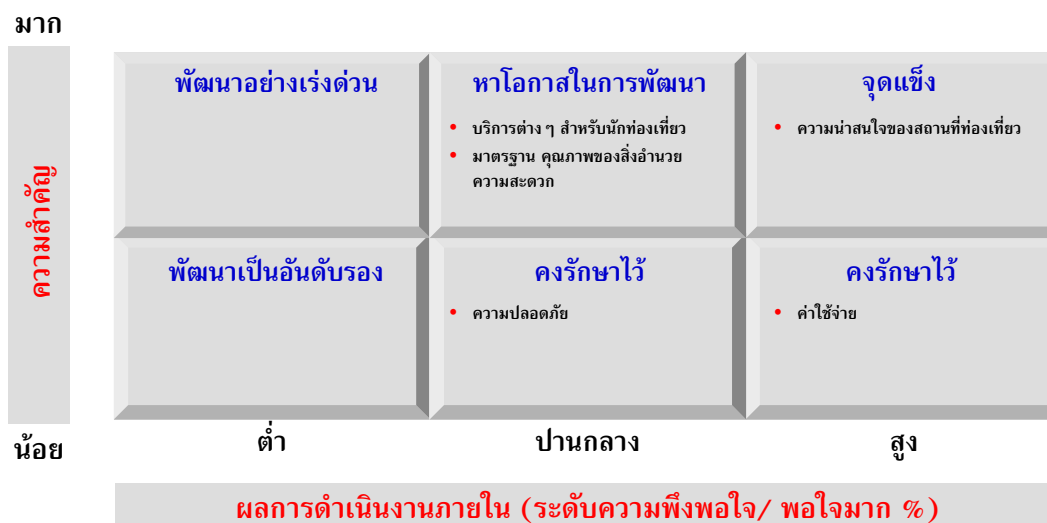 มาก
ความสำคัญ
น้อย
พัฒนาอย่างเร่งด่วน
หาโอกาสในการพัฒนา
• บริการต่าง ๆ สำหรับนักท่องเที่ยว
• มาตรฐาน คุณภาพของสิ่งอำนวย
ความสะดวก
จุดแข็ง
• ความน่าสนใจของสถานที่ท่องเที่ยว
พัฒนาเป็นอันดับรอง
คงรักษาไว้
• ความปลอดภัย
คงรักษาไว้
• ค่าใช้จ่าย
ต่ำ
ปานกลาง
สูง
ผลการดำเนินงานภายใน (ระดับความพึงพอใจ/ พอใจมาก %)